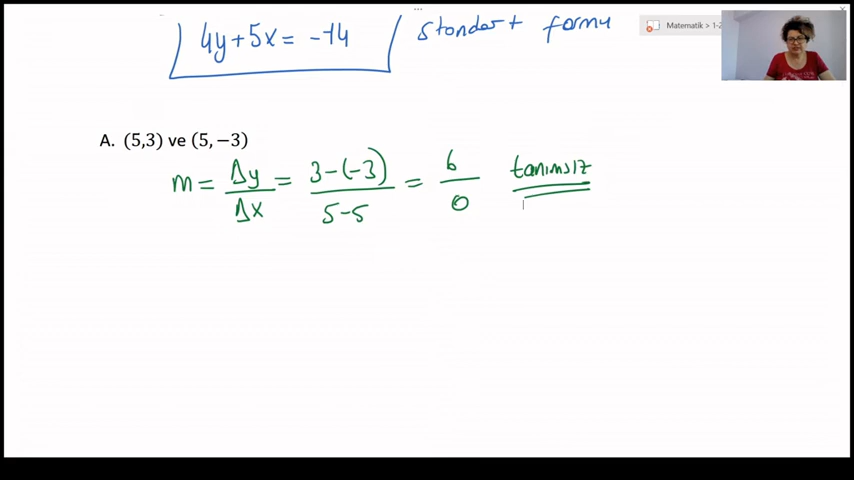 4y+5x = -14 standart formu
Matematik > 1-2
A. (5,3) ve (5, −3)
m = Δy/Δx = 3-(-3)/5-5 = 6/0 tanımsız